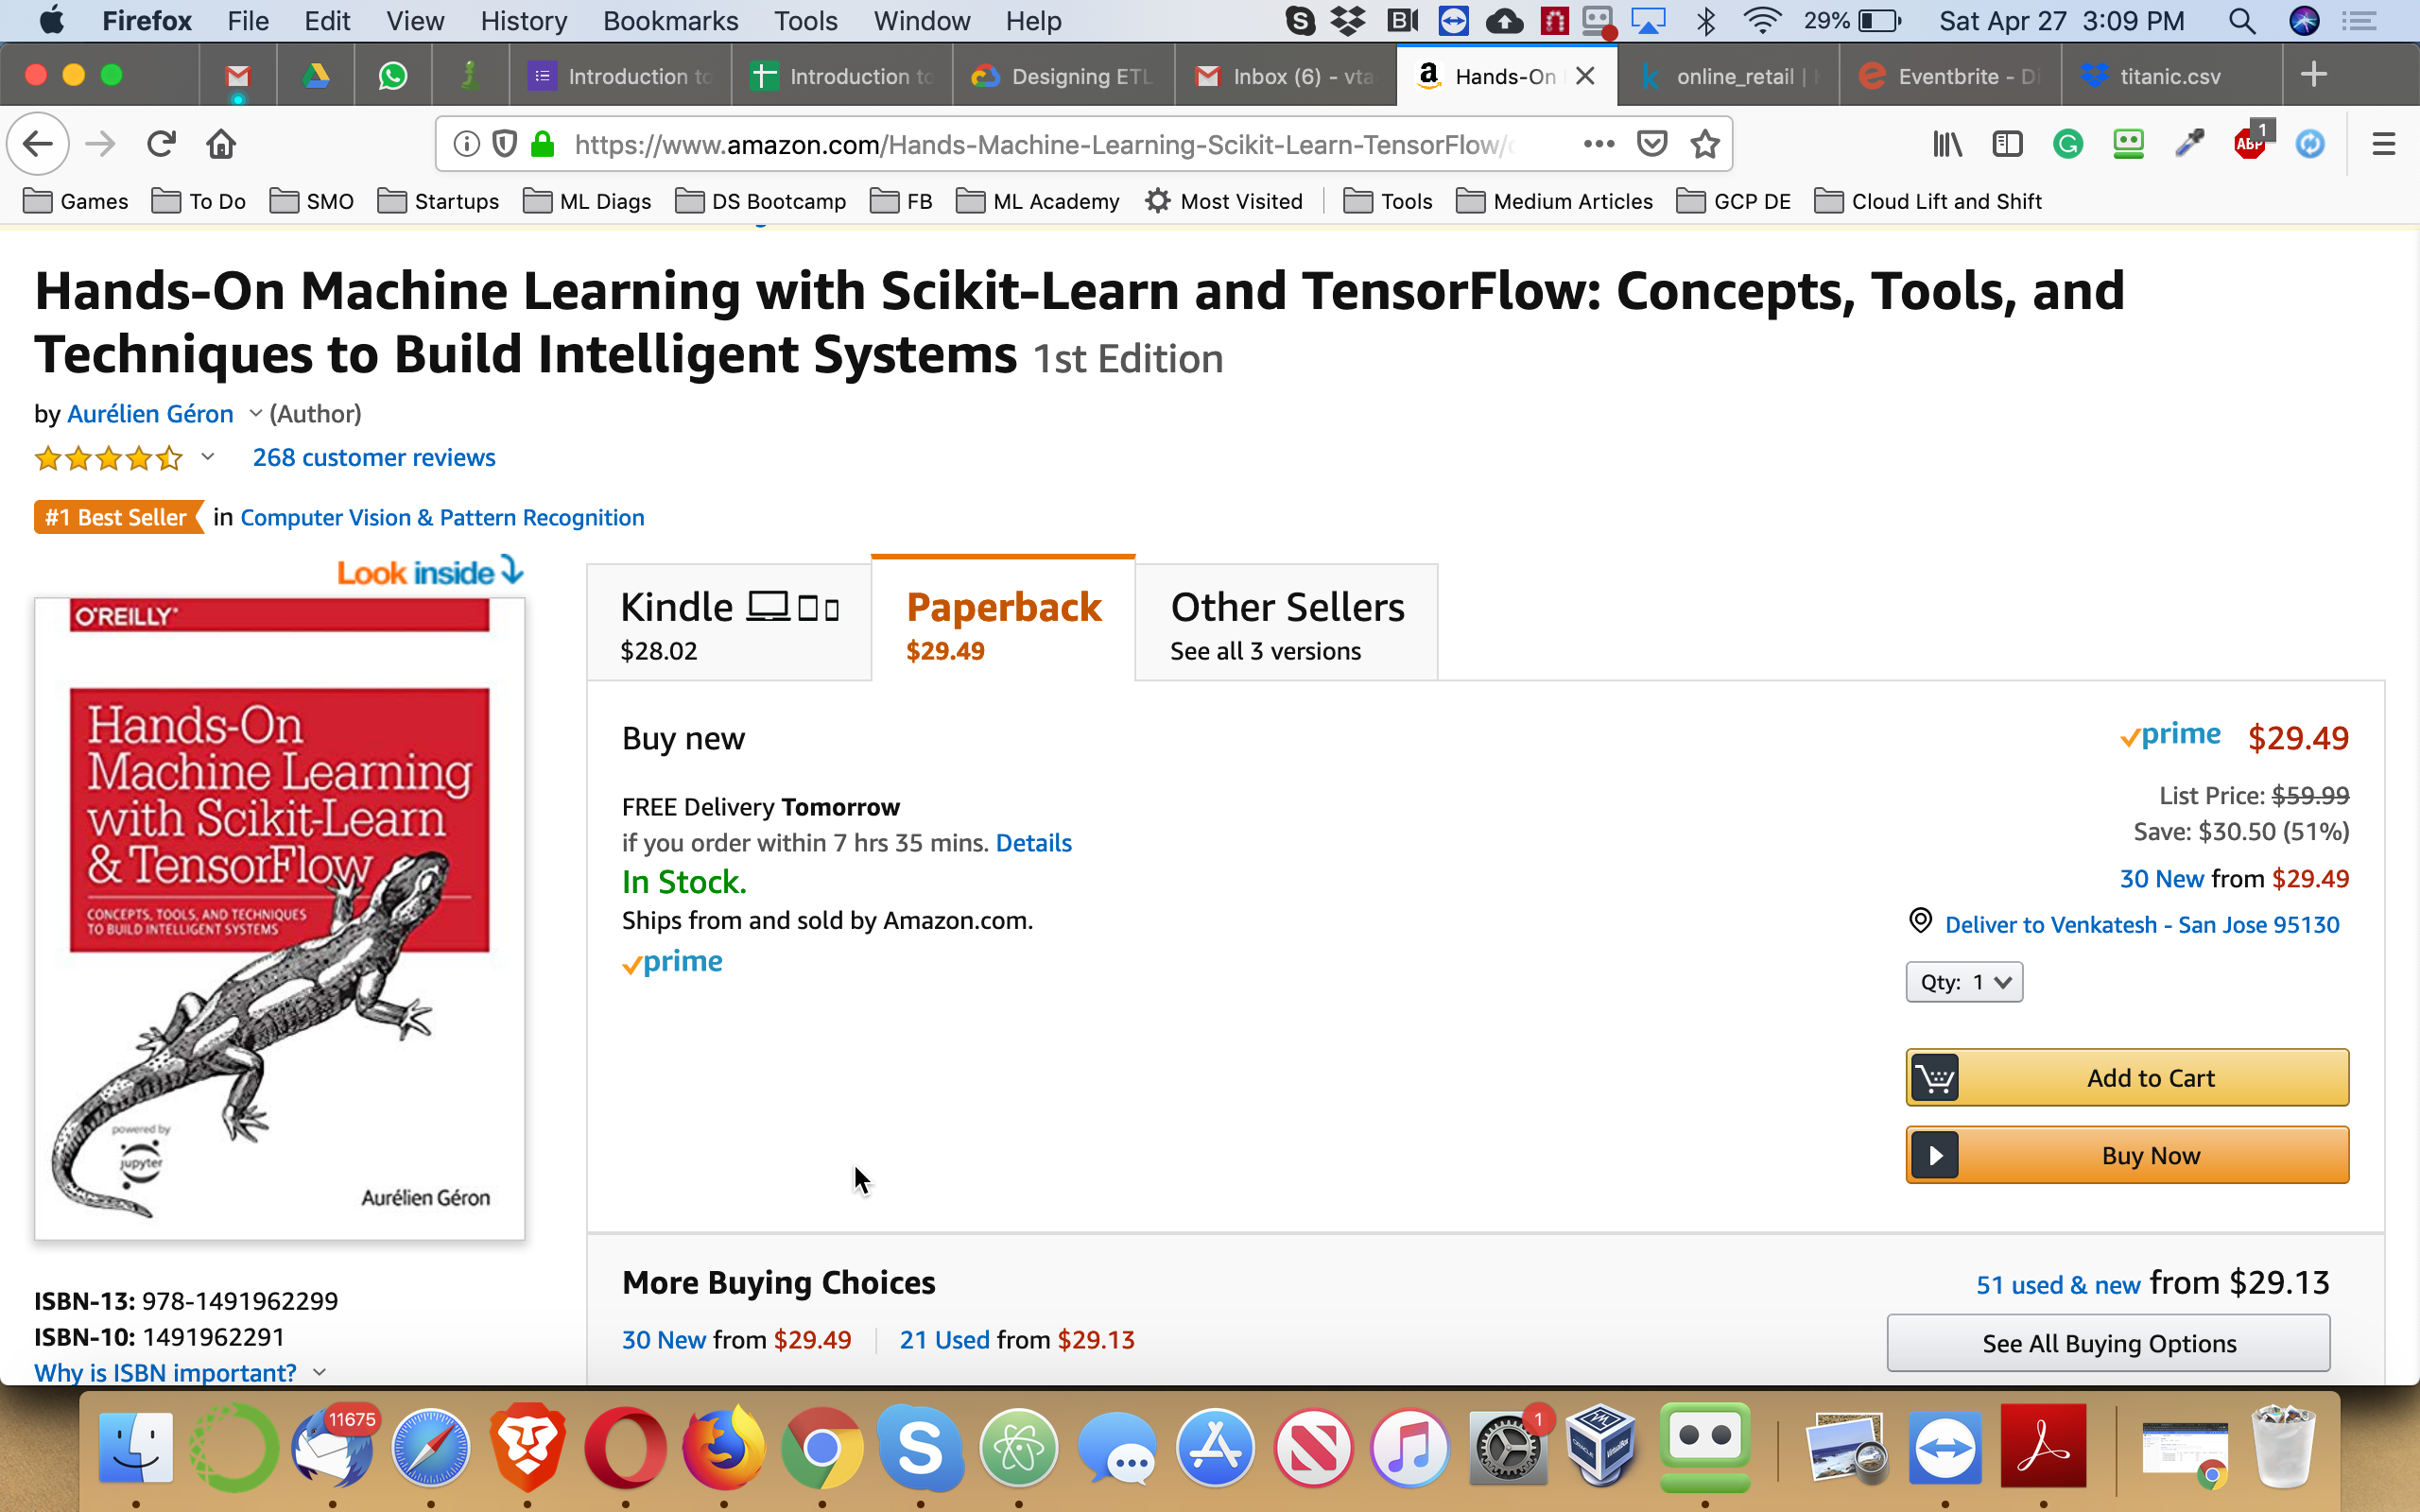 Firefox File Edit View History Bookmarks Tools Window Help 29% Sat Apr 27 3:09 PM
Introduction to Introduction to Designing ETL Inbox (6) - vta Hands-On online_retail | Eventbrite - Di titanic.csv
https://www.amazon.com/Hands-Machine-Learning-Scikit-Learn-TensorFlow/ ABP 1
Games To Do SMO Startups ML Diags DS Bootcamp FB ML Academy Most Visited Tools Medium Articles GCP DE Cloud Lift and Shift
Hands-On Machine Learning with Scikit-Learn and TensorFlow: Concepts, Tools, and
Techniques to Build Intelligent Systems 1st Edition
by Aurélien Géron (Author)
268 customer reviews
#1 Best Seller in Computer Vision & Pattern Recognition
Look inside
O'REILLY®
Hands-On
Machine Learning
with Scikit-Learn
& TensorFlow
CONCEPTS, TOOLS, AND TECHNIQUES
TO BUILD INTELLIGENT SYSTEMS
powered by
jupyter
Aurélien Géron
ISBN-13: 978-1491962299
ISBN-10: 1491962291
Why is ISBN important?
Kindle
$28.02
Paperback
$29.49
Other Sellers
See all 3 versions
Buy new
FREE Delivery Tomorrow
if you order within 7 hrs 35 mins. Details
In Stock.
Ships from and sold by Amazon.com.
prime
prime $29.49
List Price: $59.99
Save: $30.50 (51%)
30 New from $29.49
Deliver to Venkatesh - San Jose 95130
Qty: 1
Add to Cart
Buy Now
More Buying Choices
30 New from $29.49 21 Used from $29.13
51 used & new from $29.13
See All Buying Options
11675
1